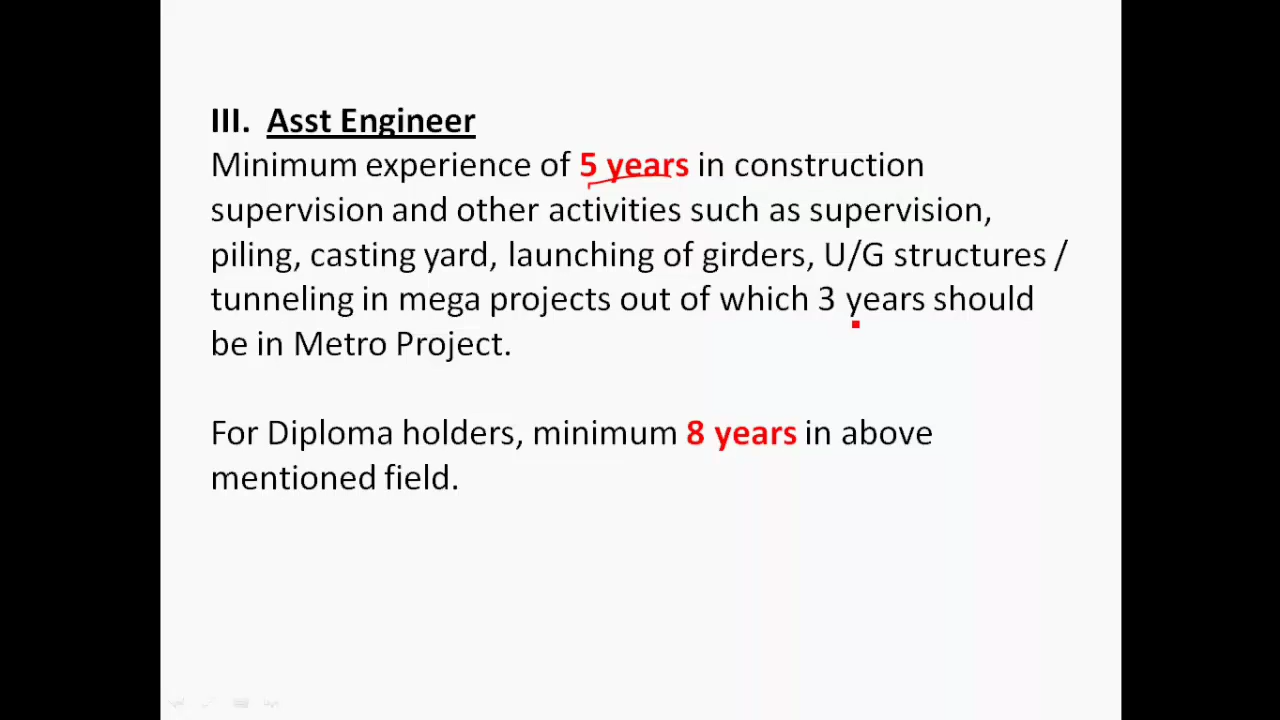 III. Asst Engineer
Minimum experience of 5 years in construction
supervision and other activities such as supervision,
piling, casting yard, launching of girders, U/G structures /
tunneling in mega projects out of which 3 years should
be in Metro Project.
For Diploma holders, minimum 8 years in above
mentioned field.